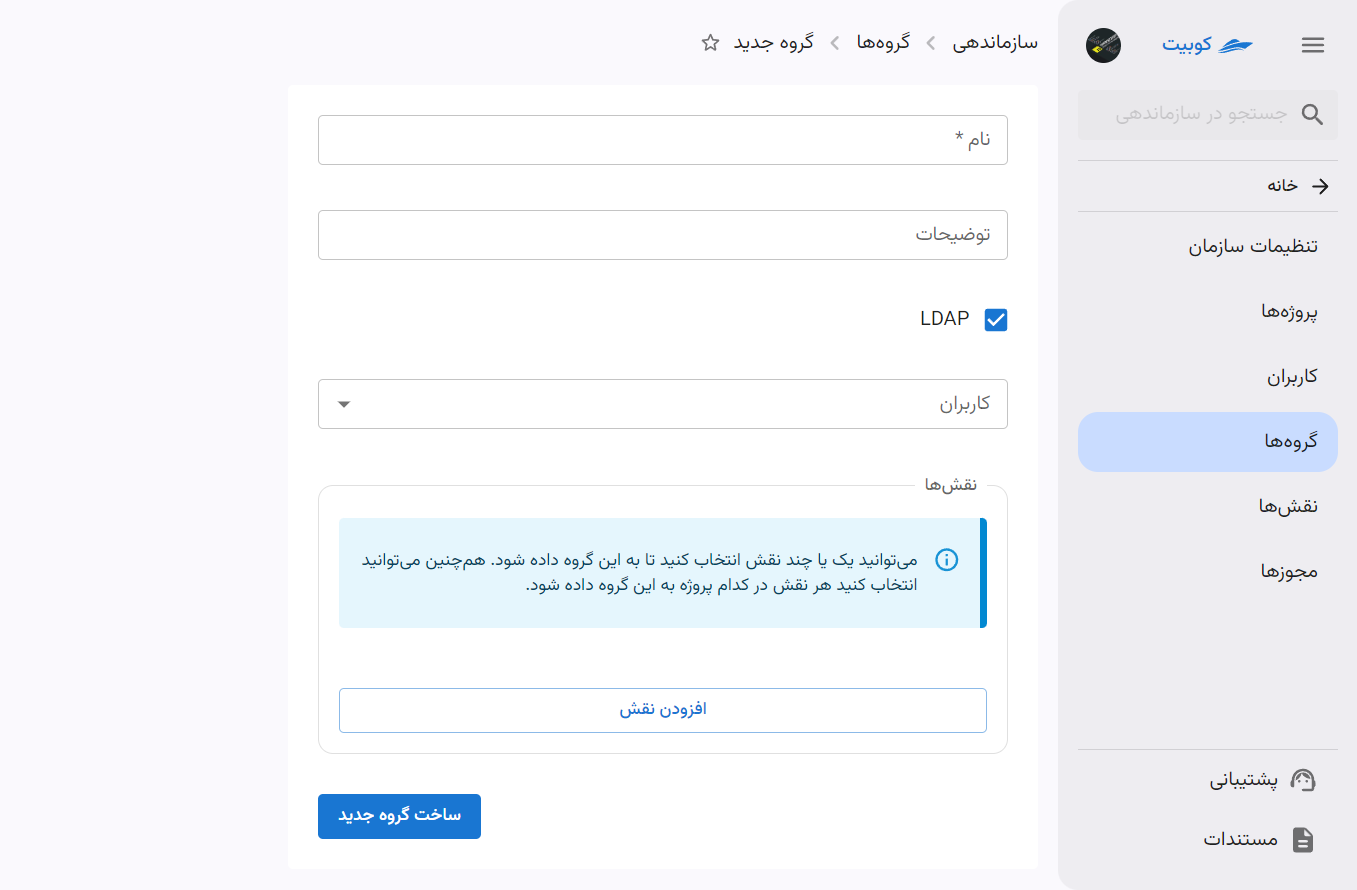 کوبیت
جستجو در سازماندهی
خانه
تنظیمات سازمان
پروژه‌ها
کاربران
گروه‌ها
نقش‌ها
مجوزها
پشتیبانی
مستندات
سازماندهی
گروه‌ها
گروه جدید
نام *
توضیحات
LDAP
کاربران
نقش‌ها
می‌توانید یک یا چند نقش انتخاب کنید تا به این گروه داده شود. هم‌چنین می‌توانید
انتخاب کنید هر نقش در کدام پروژه به این گروه داده شود.
افزودن نقش
ساخت گروه جدید